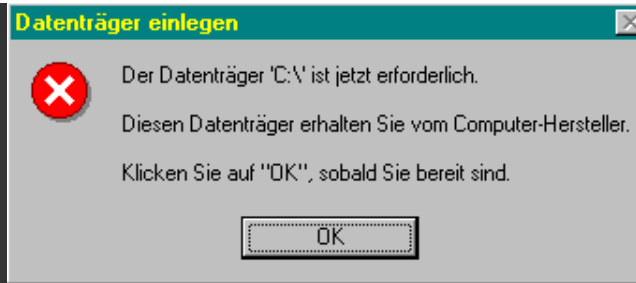 Datenträger einlegen
Der Datenträger 'C:\' ist jetzt erforderlich.
Diesen Datenträger erhalten Sie vom Computer-Hersteller.
Klicken Sie auf "OK", sobald Sie bereit sind.
OK